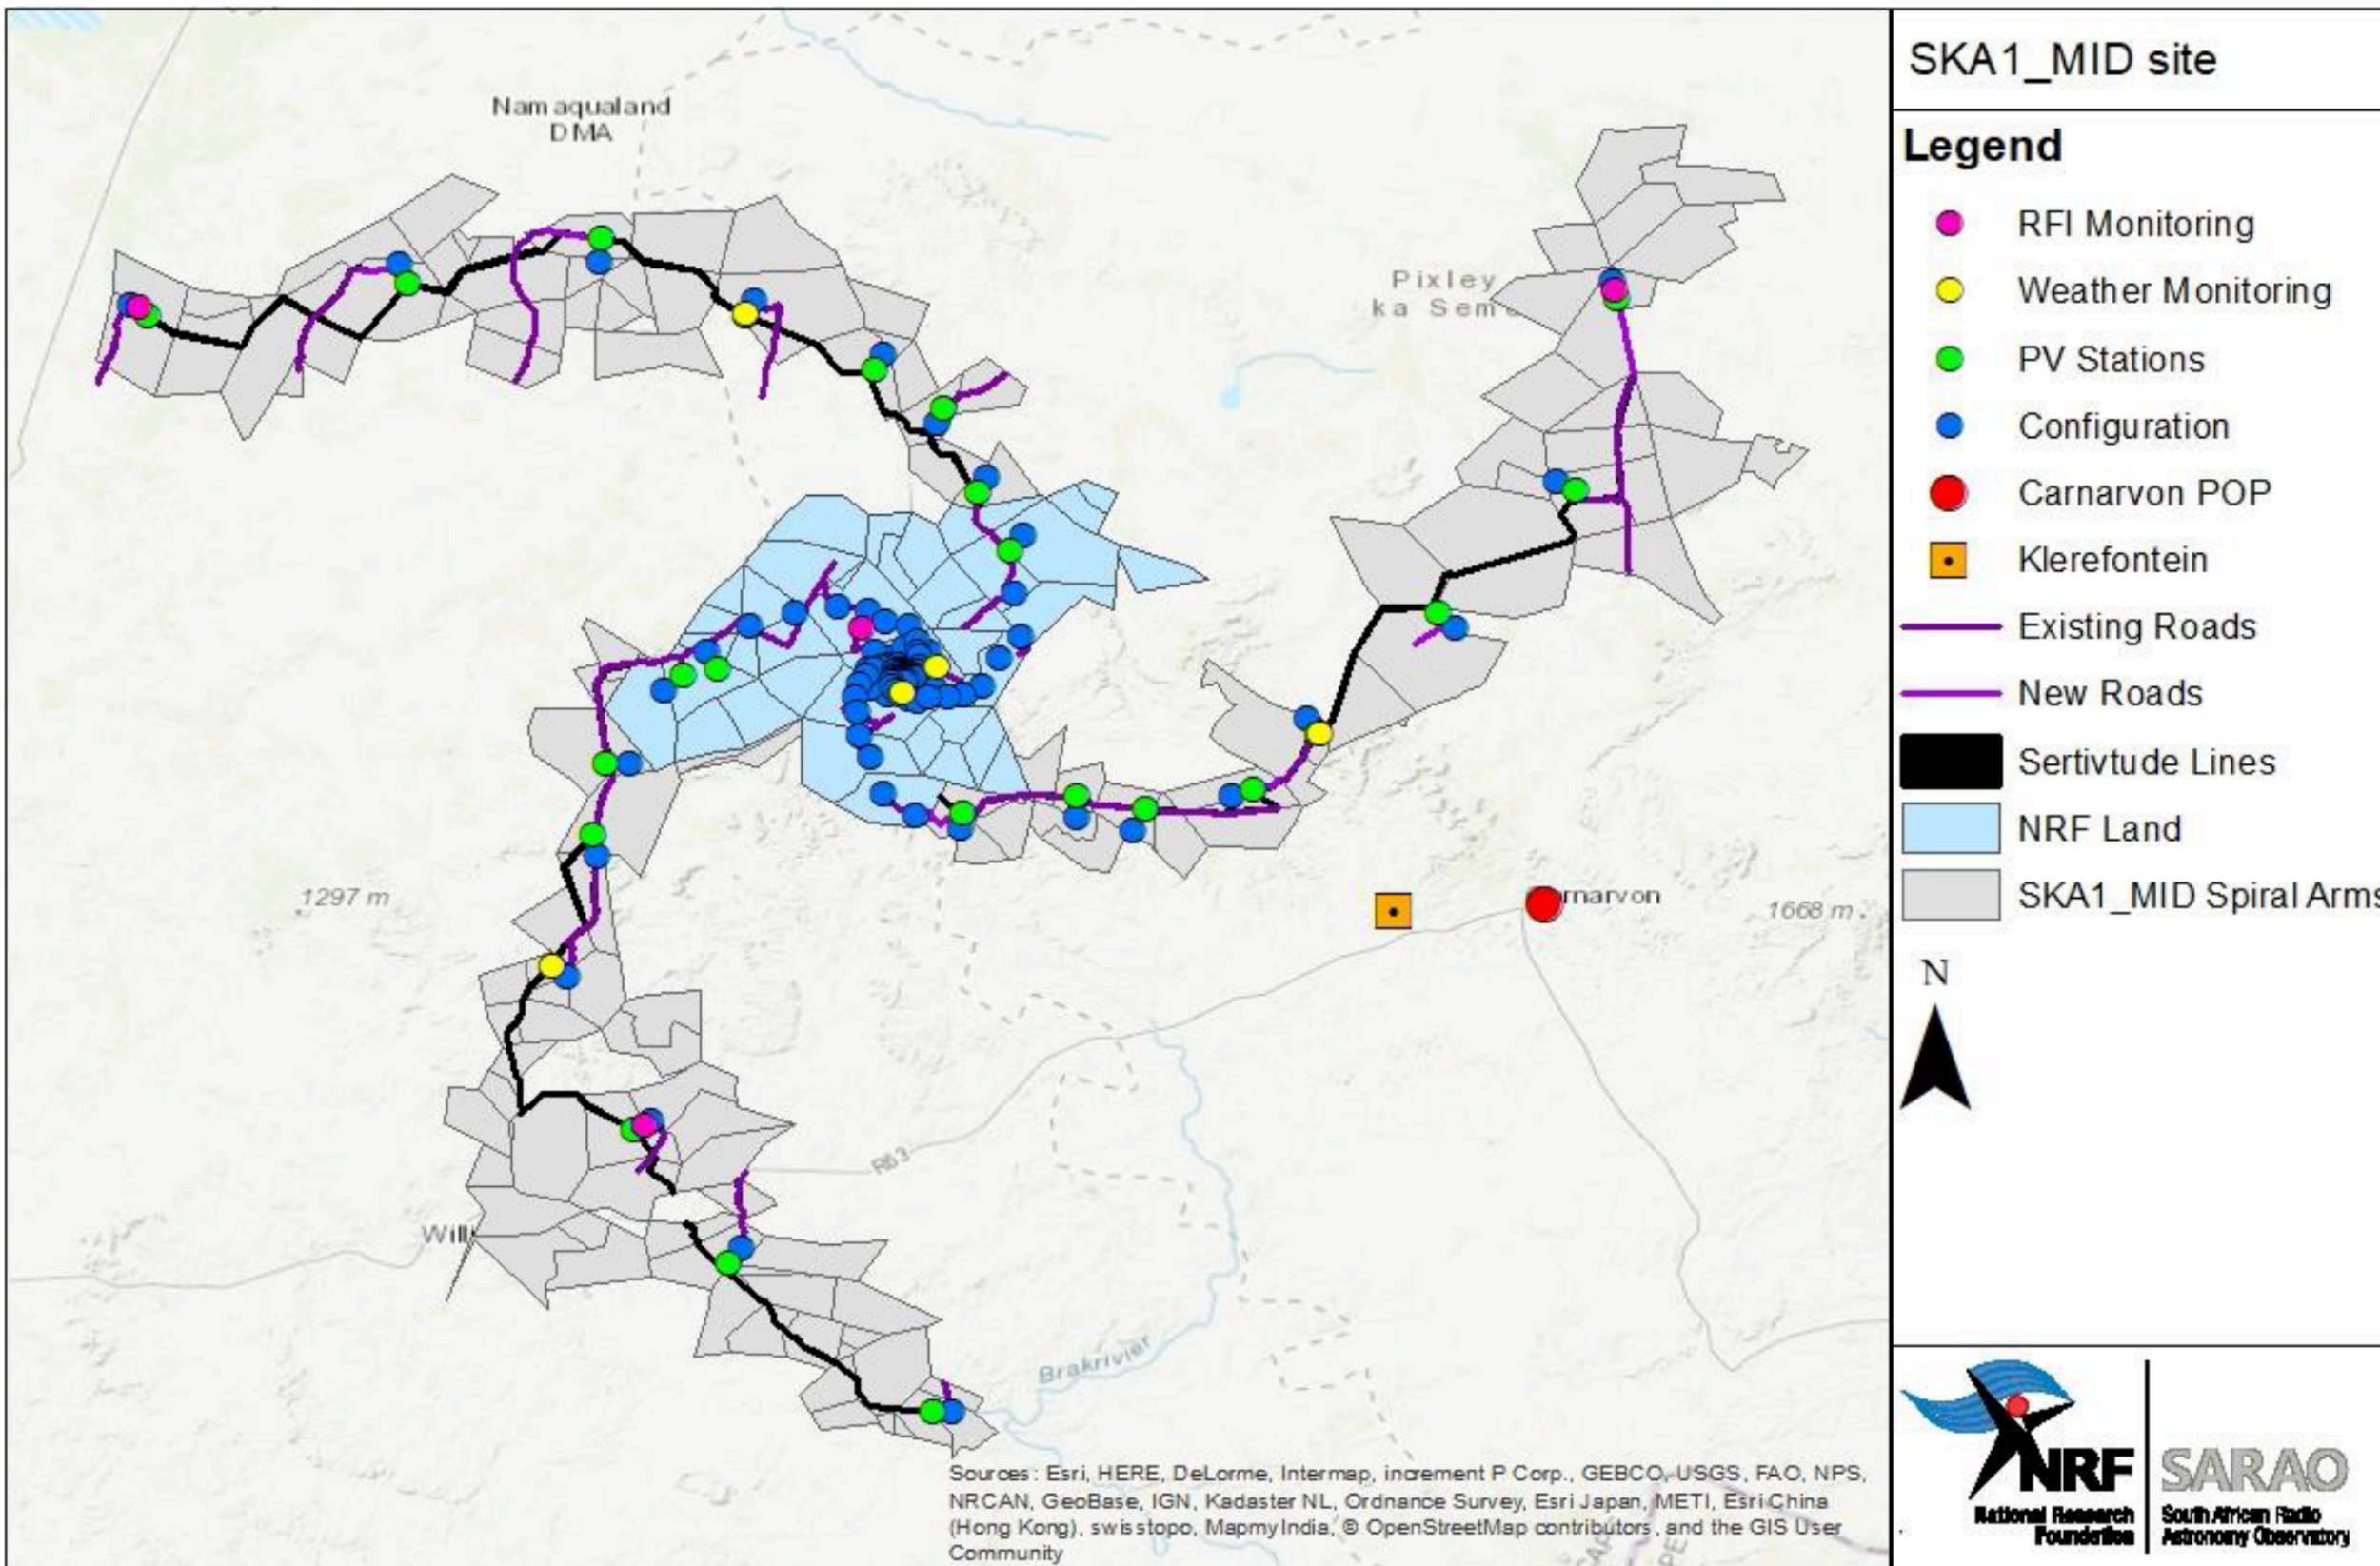 Namaqualand
DMA
Pixley
ka Sem
1297 m
rnarvon
1668 m
R63
Will
Brakrivier
Sources: Esri, HERE, DeLorme, Intermap, increment P Corp., GEBCO, USGS, FAO, NPS,
NRCAN, GeoBase, IGN, Kadaster NL, Ordnance Survey, Esri Japan, METI, Esri China
(Hong Kong), swisstopo, MapmyIndia, © OpenStreetMap contributors, and the GIS User
Community
SKA1_MID site
Legend
RFI Monitoring
Weather Monitoring
PV Stations
Configuration
Carnarvon POP
Klerefontein
Existing Roads
New Roads
Sertivtude Lines
NRF Land
SKA1_MID Spiral Arms
N
NRF
National Research
Foundation
SARAO
South African Radio
Astronomy Observatory